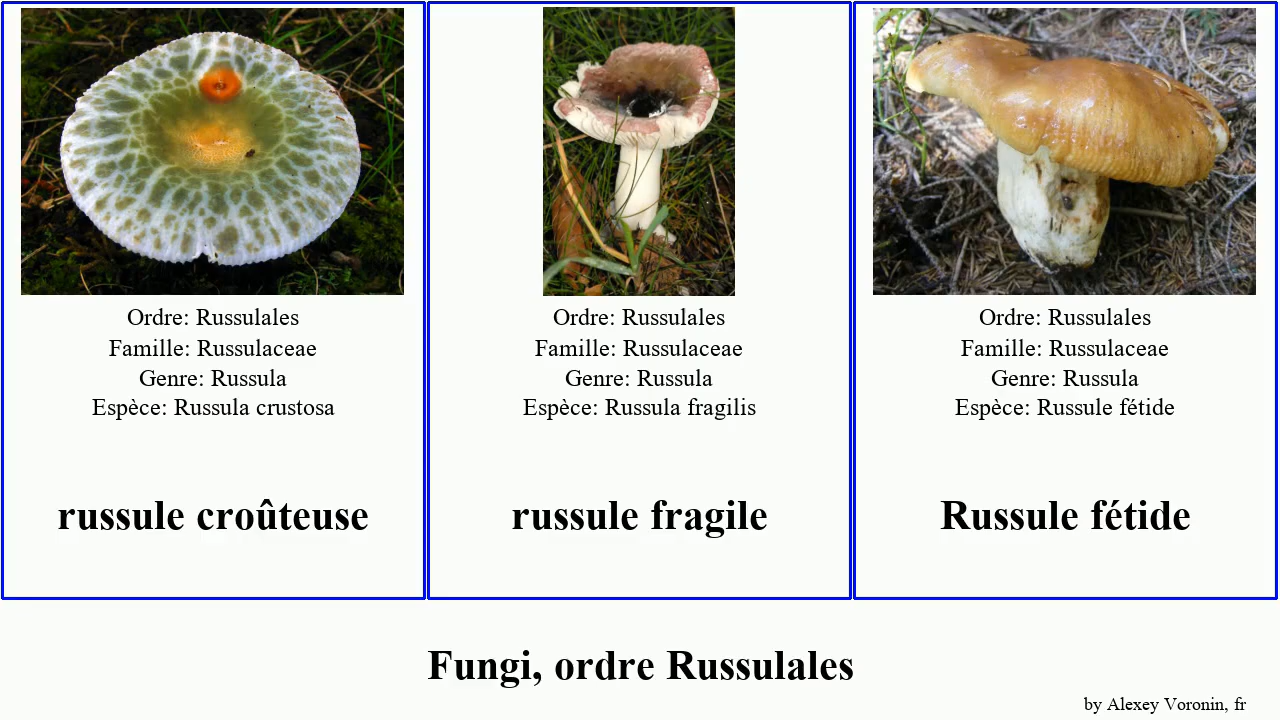 Ordre: Russulales
Famille: Russulaceae
Genre: Russula
Espèce: Russula crustosa
russule croûteuse
Ordre: Russulales
Famille: Russulaceae
Genre: Russula
Espèce: Russula fragilis
russule fragile
Ordre: Russulales
Famille: Russulaceae
Genre: Russula
Espèce: Russule fétide
Russule fétide
Fungi, ordre Russulales
by Alexey Voronin, fr